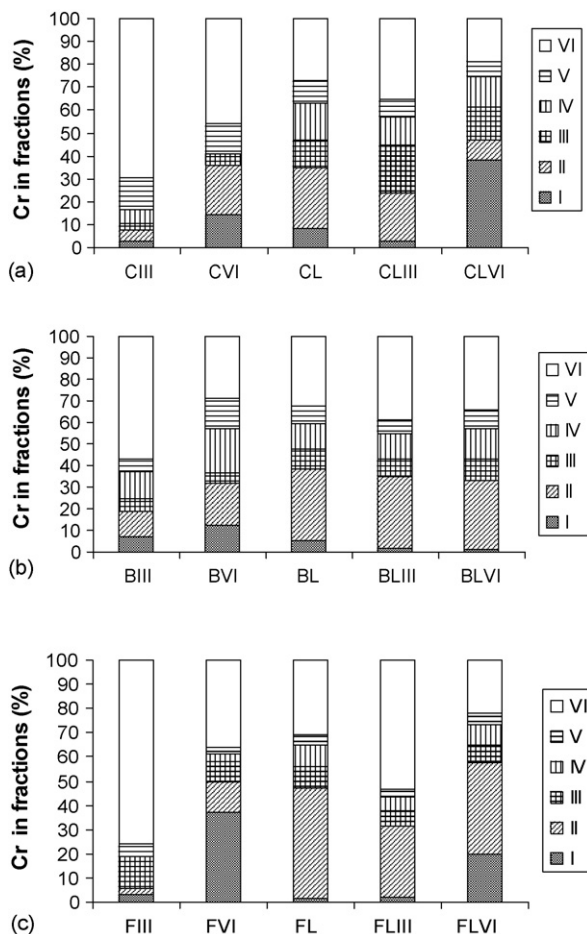 Cr in fractions (%)
100
90
80
70
60
50
40
30
20
10
0
CIII CVI CL CLIII CLVI
VI
V
IV
III
II
I
(a)
Cr in fractions (%)
100
90
80
70
60
50
40
30
20
10
0
BIII BVI BL BLIII BLVI
VI
V
IV
III
II
I
(b)
Cr in fractions (%)
100
90
80
70
60
50
40
30
20
10
0
FIII FVI FL FLIII FLVI
VI
V
IV
III
II
I
(c)